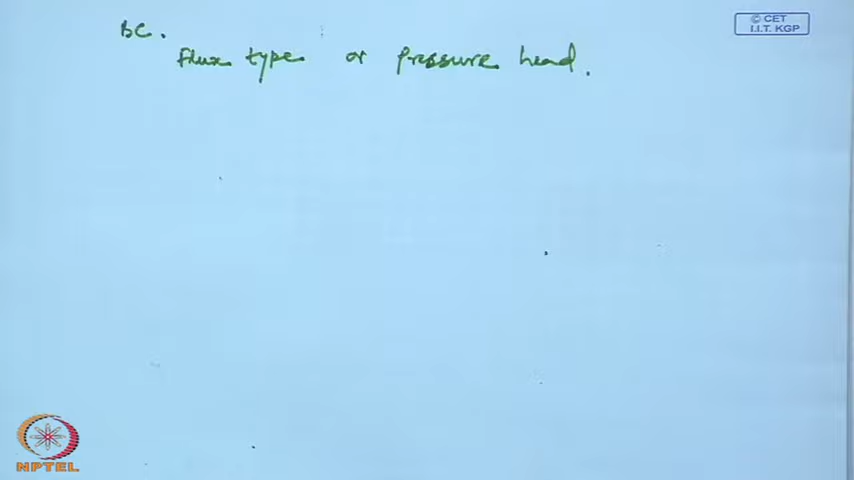 BC.
Flux type or pressure head.
© CET
I.I.T. KGP
NPTEL